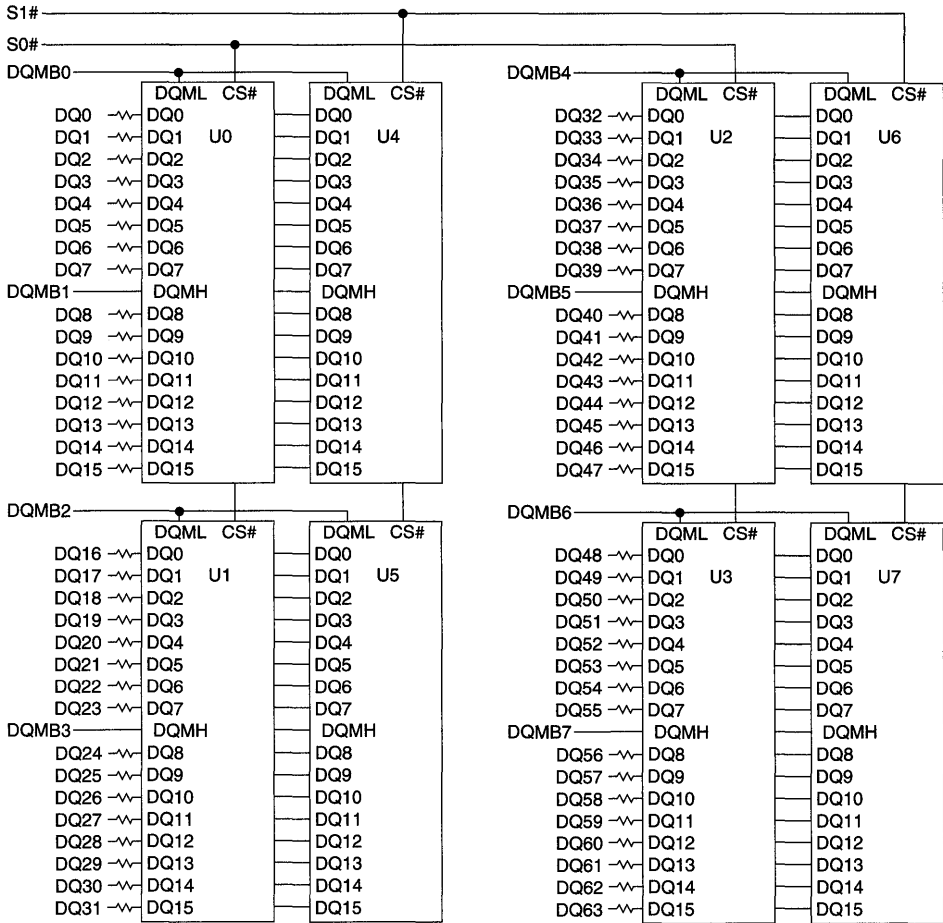 S1#
S0#
DQMB0
DQML CS# 
DQ0 DQ0 DQ0
DQ1 DQ1 U0 DQ1 U4
DQ2 DQ2 DQ2
DQ3 DQ3 DQ3
DQ4 DQ4 DQ4
DQ5 DQ5 DQ5
DQ6 DQ6 DQ6
DQ7 DQ7 DQ7
DQMB1 DQMH DQMH
DQ8 DQ8 DQ8
DQ9 DQ9 DQ9
DQ10 DQ10 DQ10
DQ11 DQ11 DQ11
DQ12 DQ12 DQ12
DQ13 DQ13 DQ13
DQ14 DQ14 DQ14
DQ15 DQ15 DQ15
DQML CS#
DQMB4
DQML CS# DQML CS#
DQ32 DQ0 DQ0
DQ33 DQ1 U2 DQ1 U6
DQ34 DQ2 DQ2
DQ35 DQ3 DQ3
DQ36 DQ4 DQ4
DQ37 DQ5 DQ5
DQ38 DQ6 DQ6
DQ39 DQ7 DQ7
DQMB5 DQMH DQMH
DQ40 DQ8 DQ8
DQ41 DQ9 DQ9
DQ42 DQ10 DQ10
DQ43 DQ11 DQ11
DQ44 DQ12 DQ12
DQ45 DQ13 DQ13
DQ46 DQ14 DQ14
DQ47 DQ15 DQ15
DQMB2
DQML CS# DQML CS#
DQ16 DQ0 DQ0
DQ17 DQ1 U1 DQ1 U5
DQ18 DQ2 DQ2
DQ19 DQ3 DQ3
DQ20 DQ4 DQ4
DQ21 DQ5 DQ5
DQ22 DQ6 DQ6
DQ23 DQ7 DQ7
DQMB3 DQMH DQMH
DQ24 DQ8 DQ8
DQ25 DQ9 DQ9
DQ26 DQ10 DQ10
DQ27 DQ11 DQ11
DQ28 DQ12 DQ12
DQ29 DQ13 DQ13
DQ30 DQ14 DQ14
DQ31 DQ15 DQ15
DQMB6
DQML CS# DQML CS#
DQ48 DQ0 DQ0
DQ49 DQ1 U3 DQ1 U7
DQ50 DQ2 DQ2
DQ51 DQ3 DQ3
DQ52 DQ4 DQ4
DQ53 DQ5 DQ5
DQ54 DQ6 DQ6
DQ55 DQ7 DQ7
DQMB7 DQMH DQMH
DQ56 DQ8 DQ8
DQ57 DQ9 DQ9
DQ58 DQ10 DQ10
DQ59 DQ11 DQ11
DQ60 DQ12 DQ12
DQ61 DQ13 DQ13
DQ62 DQ14 DQ14
DQ63 DQ15 DQ15